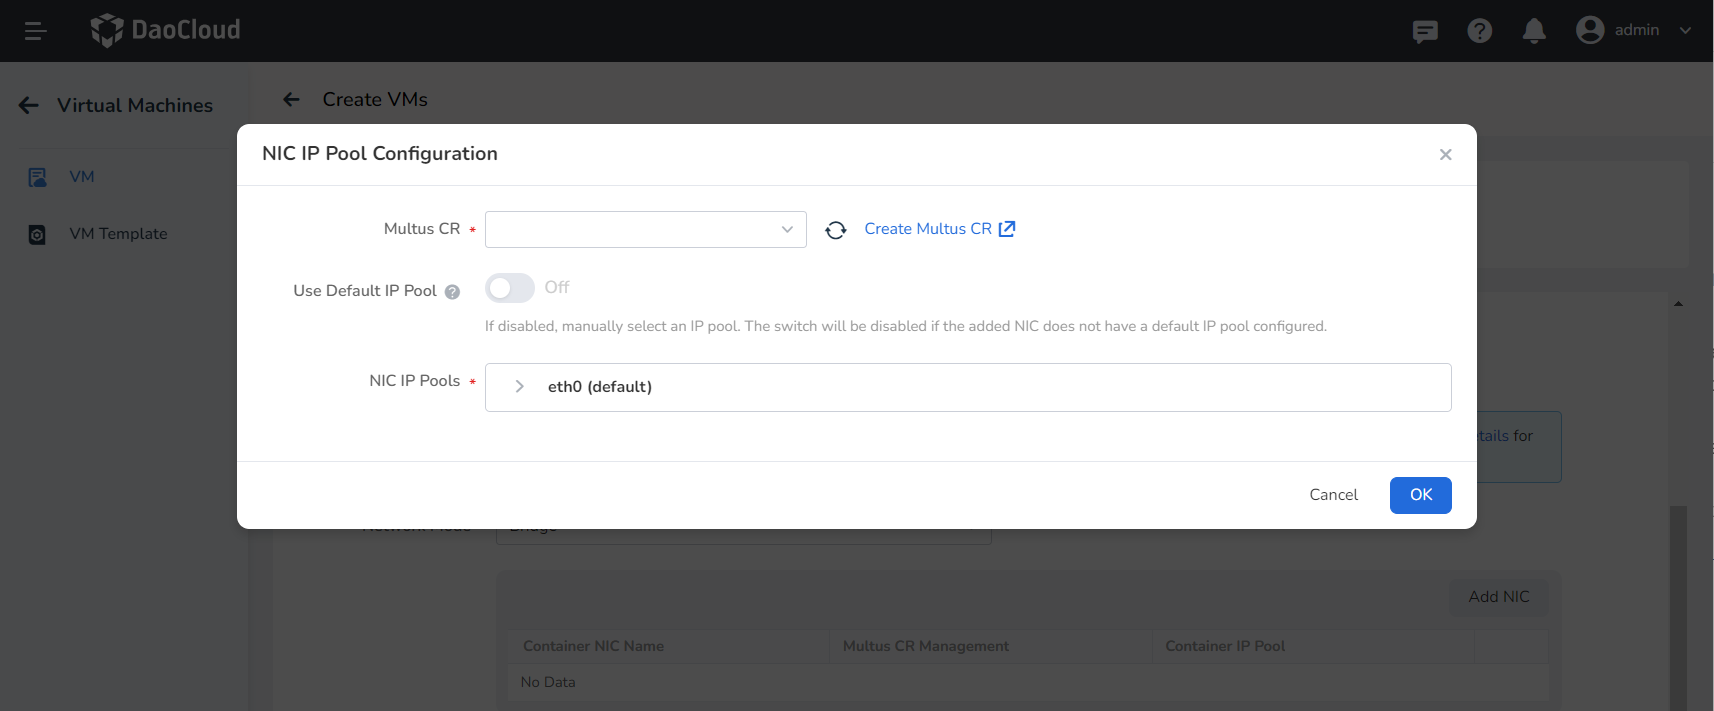 DaoCloud
admin
Virtual Machines
Create VMs
VM
VM Template
NIC IP Pool Configuration
Multus CR *
Create Multus CR
Use Default IP Pool
Off
If disabled, manually select an IP pool. The switch will be disabled if the added NIC does not have a default IP pool configured.
NIC IP Pools *
eth0 (default)
for
Cancel
OK
Add NIC
Container NIC Name
Multus CR Management
Container IP Pool
No Data